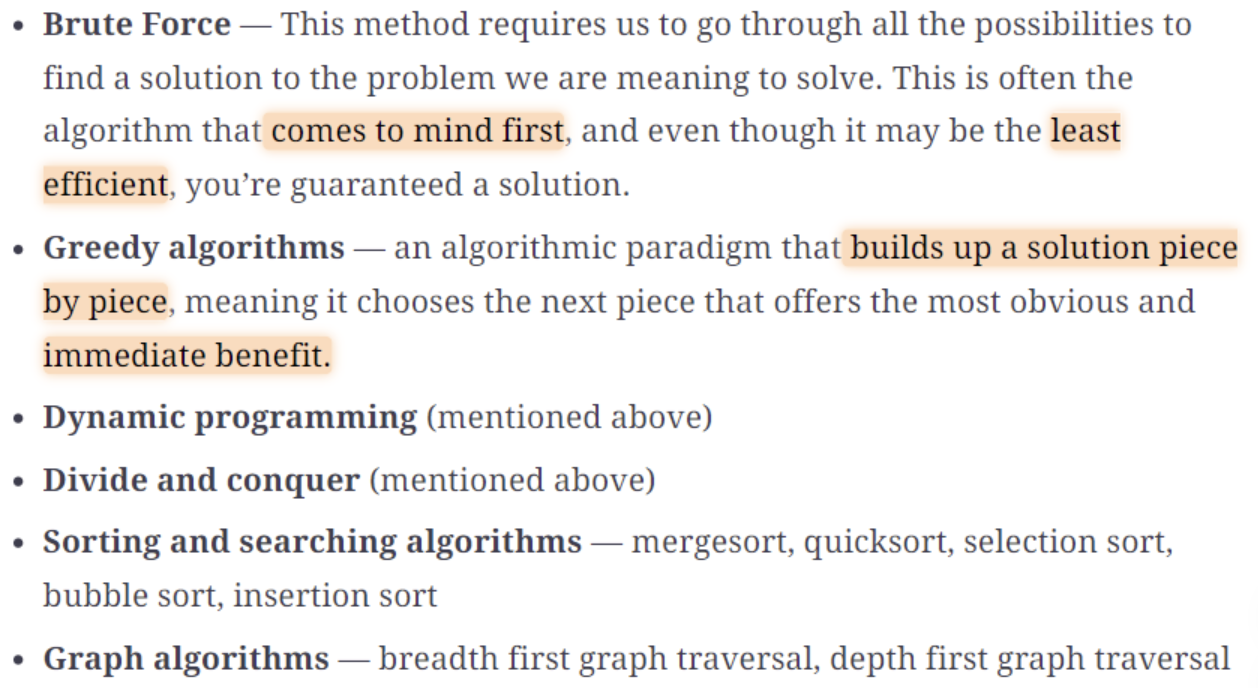 • Brute Force — This method requires us to go through all the possibilities to
find a solution to the problem we are meaning to solve. This is often the
algorithm that comes to mind first, and even though it may be the least
efficient, you’re guaranteed a solution.
• Greedy algorithms — an algorithmic paradigm that builds up a solution piece
by piece, meaning it chooses the next piece that offers the most obvious and
immediate benefit.
• Dynamic programming (mentioned above)
• Divide and conquer (mentioned above)
• Sorting and searching algorithms — mergesort, quicksort, selection sort,
bubble sort, insertion sort
• Graph algorithms — breadth first graph traversal, depth first graph traversal